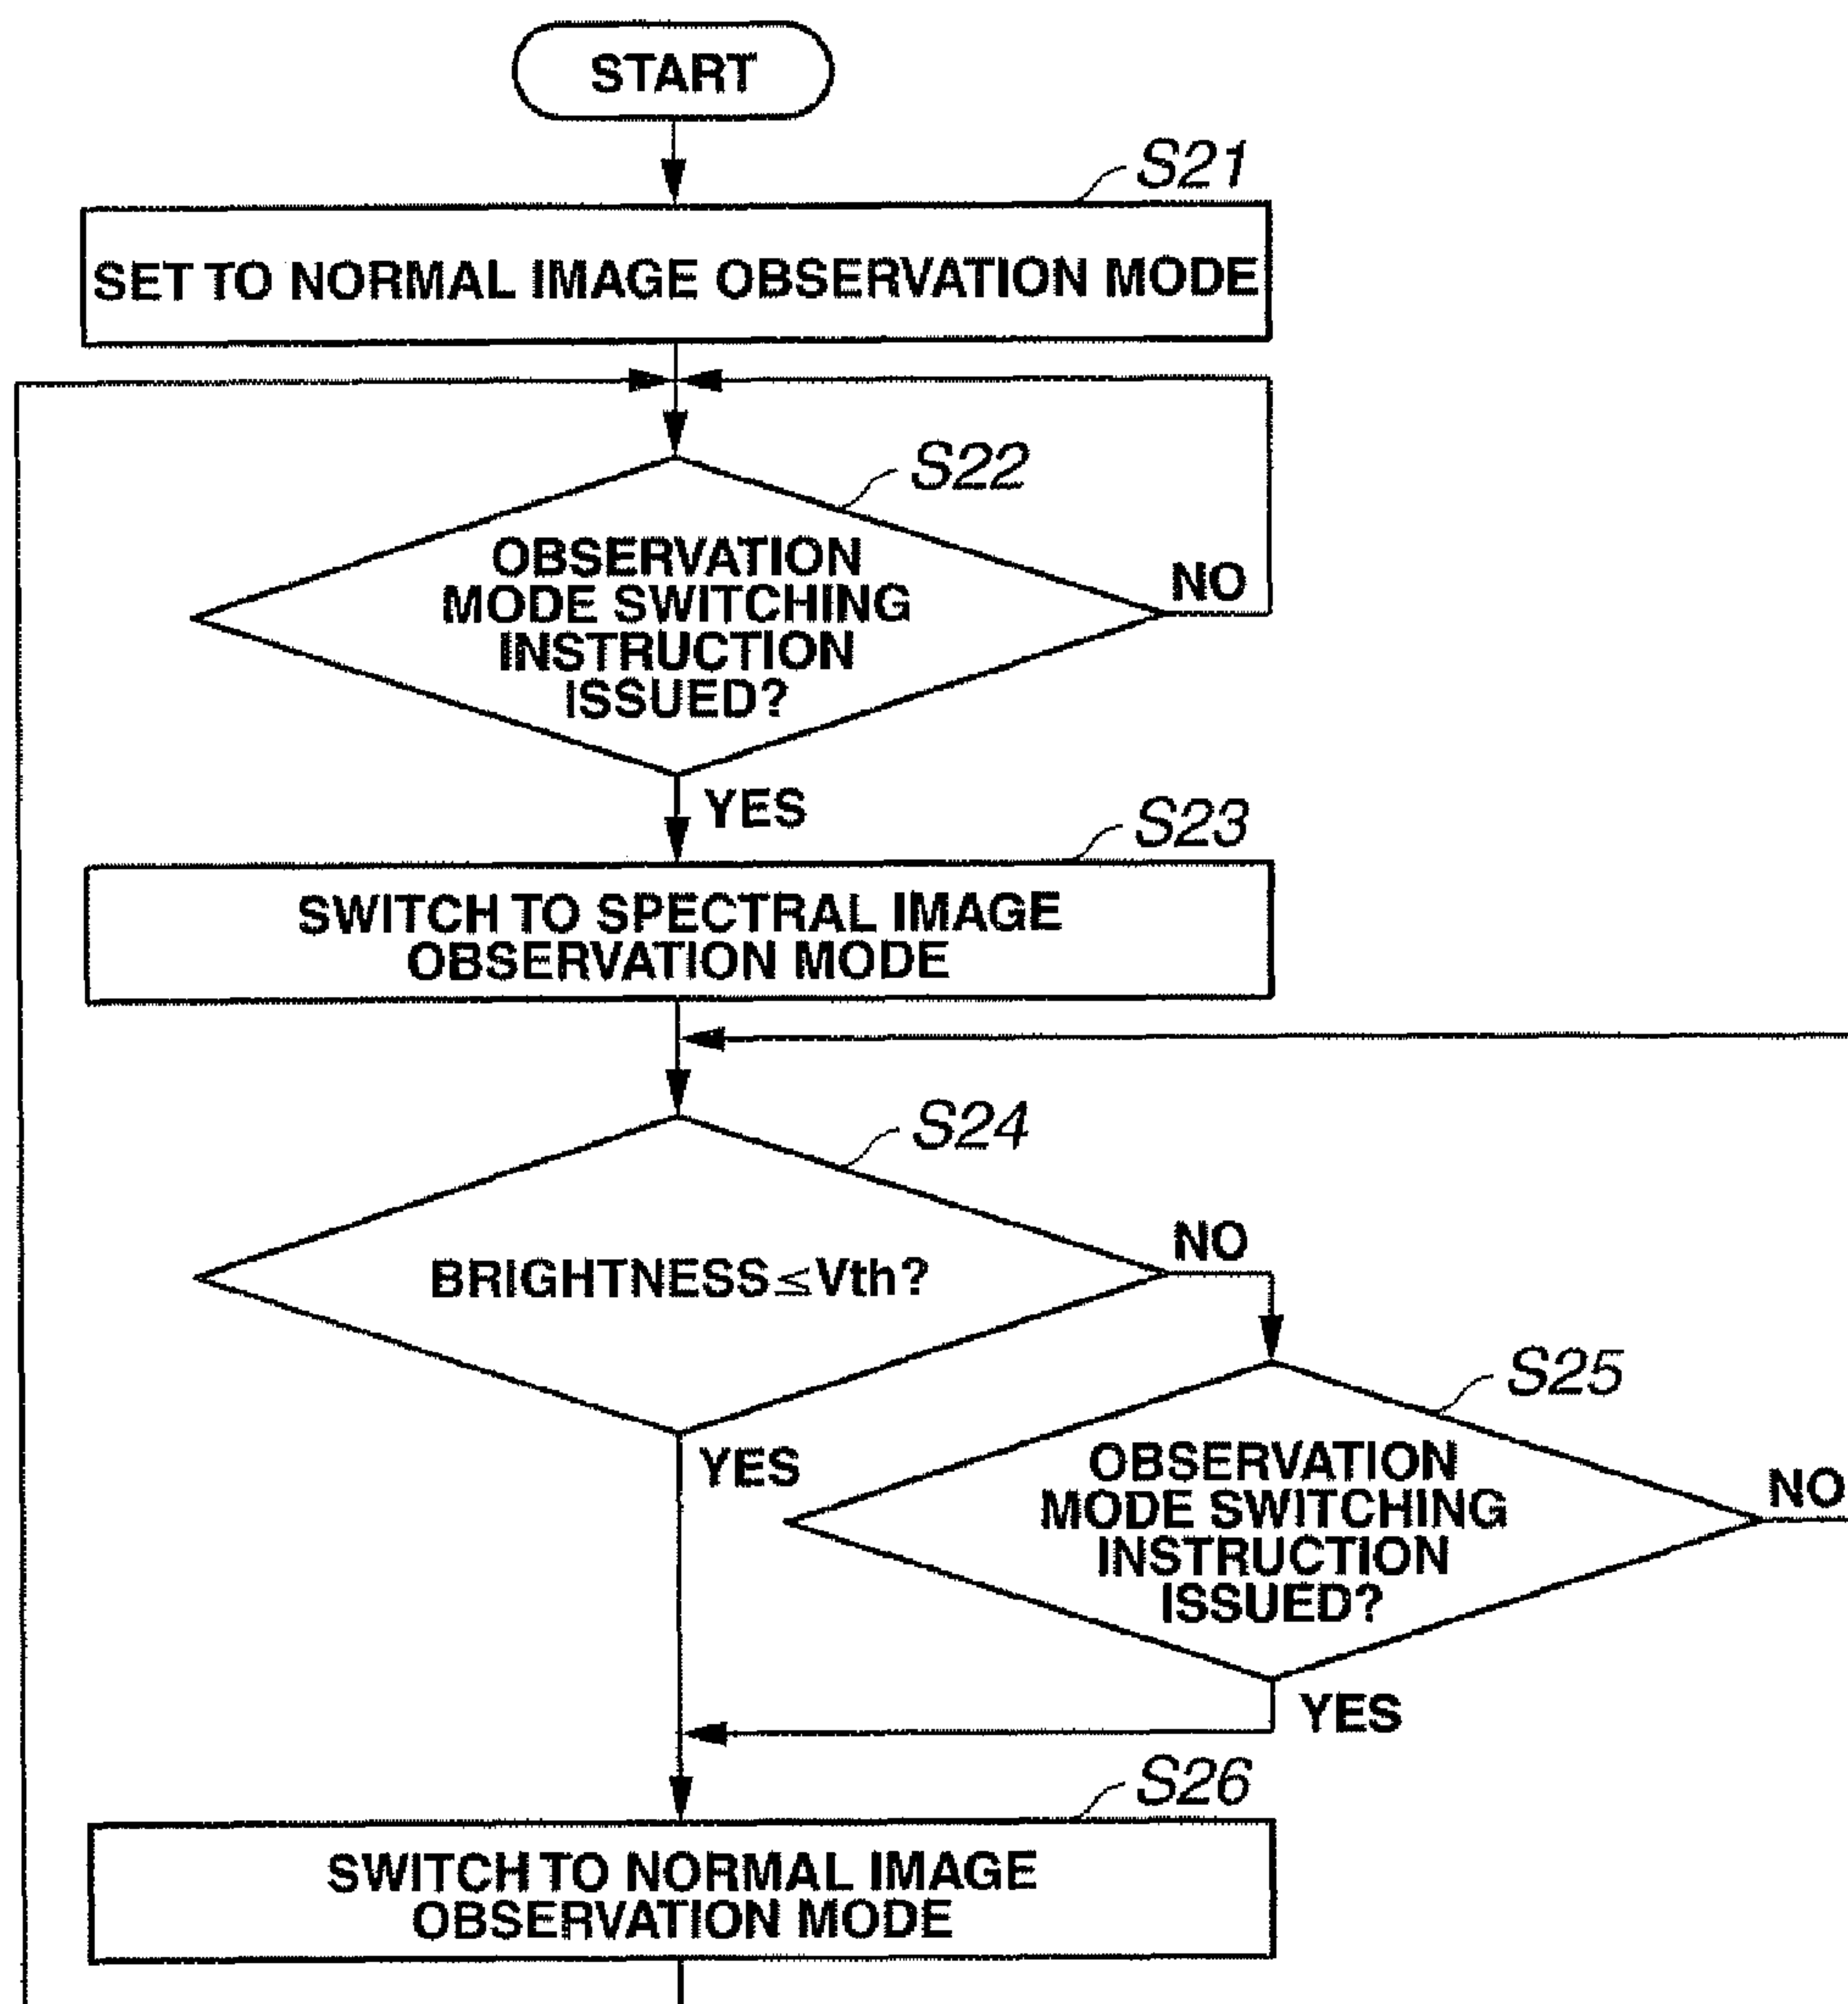 START
S21
SET TO NORMAL IMAGE OBSERVATION MODE
S22
OBSERVATION
MODE SWITCHING
INSTRUCTION
ISSUED?
NO
YES
S23
SWITCH TO SPECTRAL IMAGE
OBSERVATION MODE
S24
BRIGHTNESS≦Vth?
NO
YES
S25
OBSERVATION
MODE SWITCHING
INSTRUCTION
ISSUED?
NO
YES
S26
SWITCH TO NORMAL IMAGE
OBSERVATION MODE